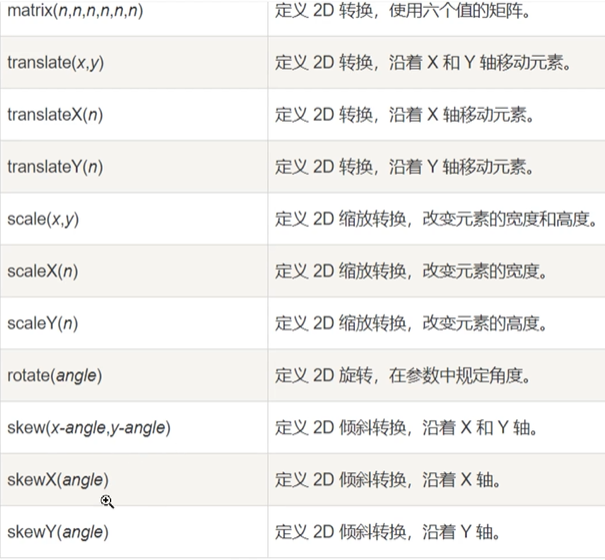 matrix(n,n,n,n,n,n) 定义 2D 转换，使用六个值的矩阵。
translate(x,y) 定义 2D 转换，沿着 X 和 Y 轴移动元素。
translateX(n) 定义 2D 转换，沿着 X 轴移动元素。
translateY(n) 定义 2D 转换，沿着 Y 轴移动元素。
scale(x,y) 定义 2D 缩放转换，改变元素的宽度和高度。
scaleX(n) 定义 2D 缩放转换，改变元素的宽度。
scaleY(n) 定义 2D 缩放转换，改变元素的高度。
rotate(angle) 定义 2D 旋转，在参数中规定角度。
skew(x-angle,y-angle) 定义 2D 倾斜转换，沿着 X 和 Y 轴。
skewX(angle) 定义 2D 倾斜转换，沿着 X 轴。
skewY(angle) 定义 2D 倾斜转换，沿着 Y 轴。